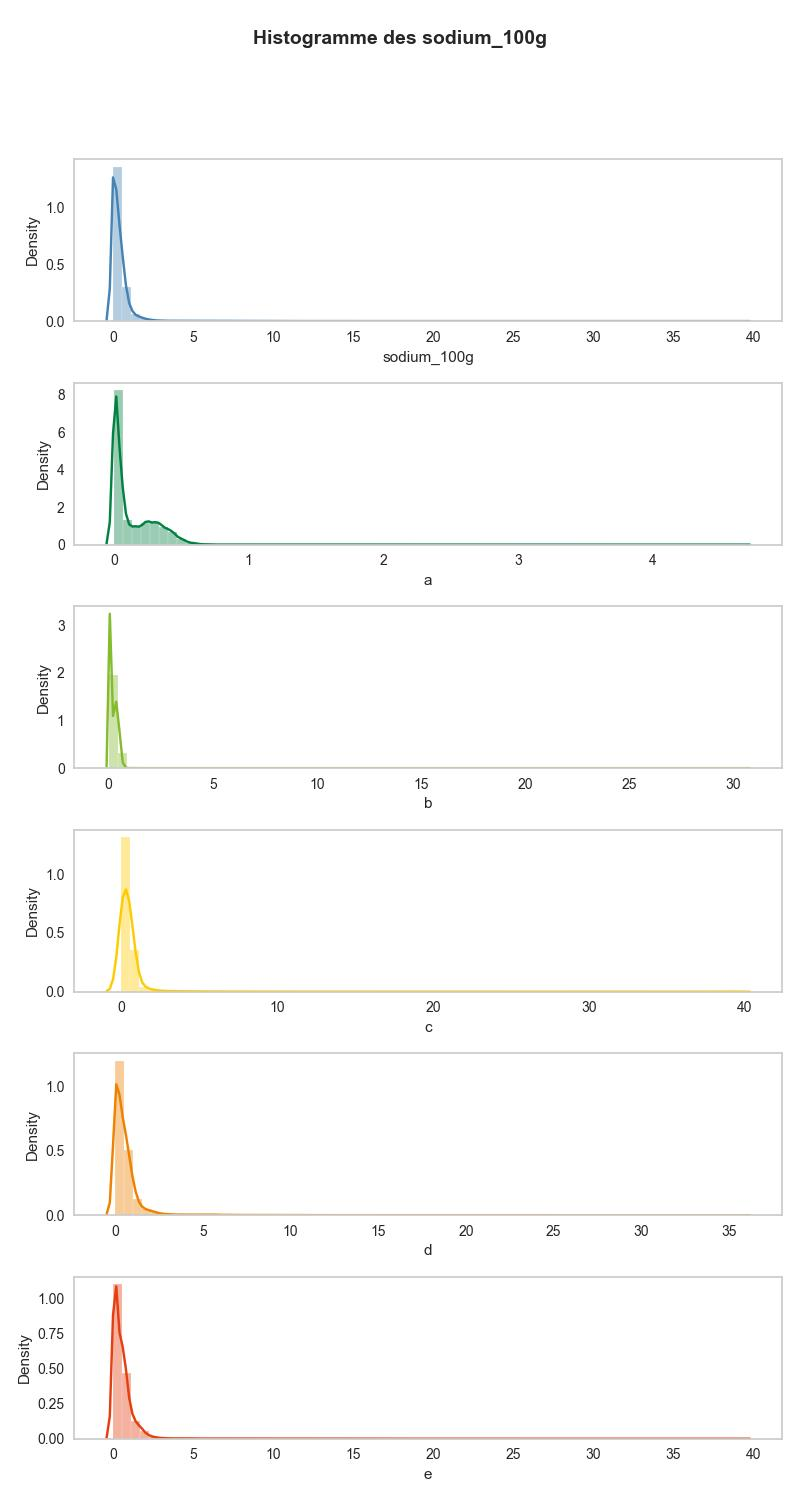 Histogramme des sodium_100g
1.0
0.5
0.0
Density
0 5 10 15 20 25 30 35 40
sodium_100g
8
6
4
2
0
Density
0 1 2 3 4
a
3
2
1
0
Density
0 5 10 15 20 25 30
b
1.0
0.5
0.0
Density
0 10 20 30 40
c
1.0
0.5
0.0
Density
0 5 10 15 20 25 30 35
d
1.00
0.75
0.50
0.25
0.00
Density
0 5 10 15 20 25 30 35 40
e